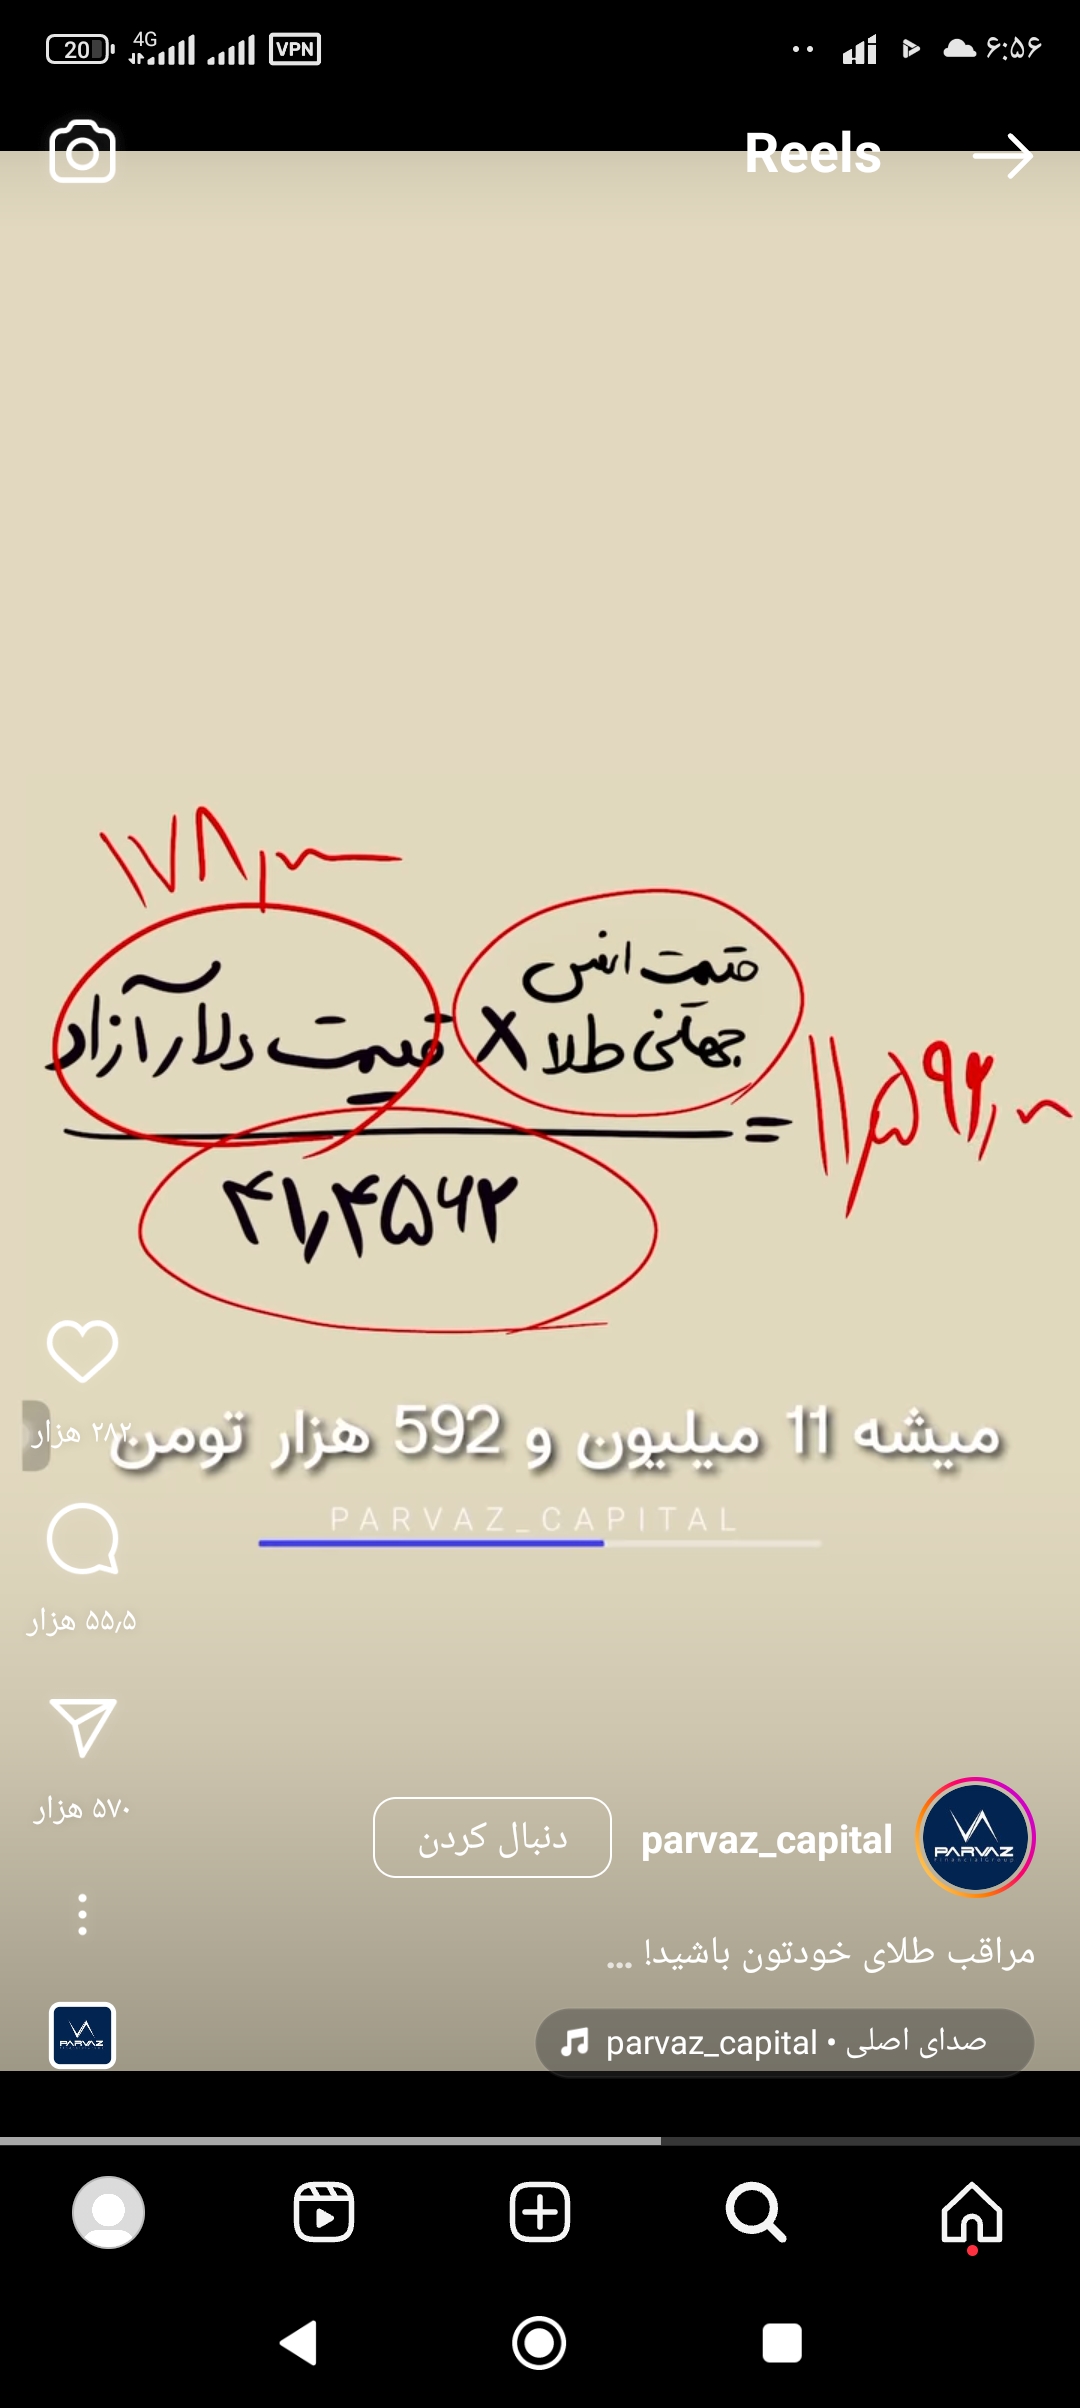 20 4G VPN ۶:۵۶
Reels
۱۷۸,
قیمت انس
جهانی طلا X قیمت دلار آزاد
= ۱۱,۵۹۲,
۴۱,۴۵۶۲
میشه 11 میلیون و 592 هزار تومن
PARVAZ_CAPITAL
۲۸۲ هزار
۵۵٫۵ هزار
۵۷۰ هزار
parvaz_capital
دنبال کردن
PARVAZ
مراقب طلای خودتون باشید! ...
صدای اصلی • parvaz_capital
PARVAZ